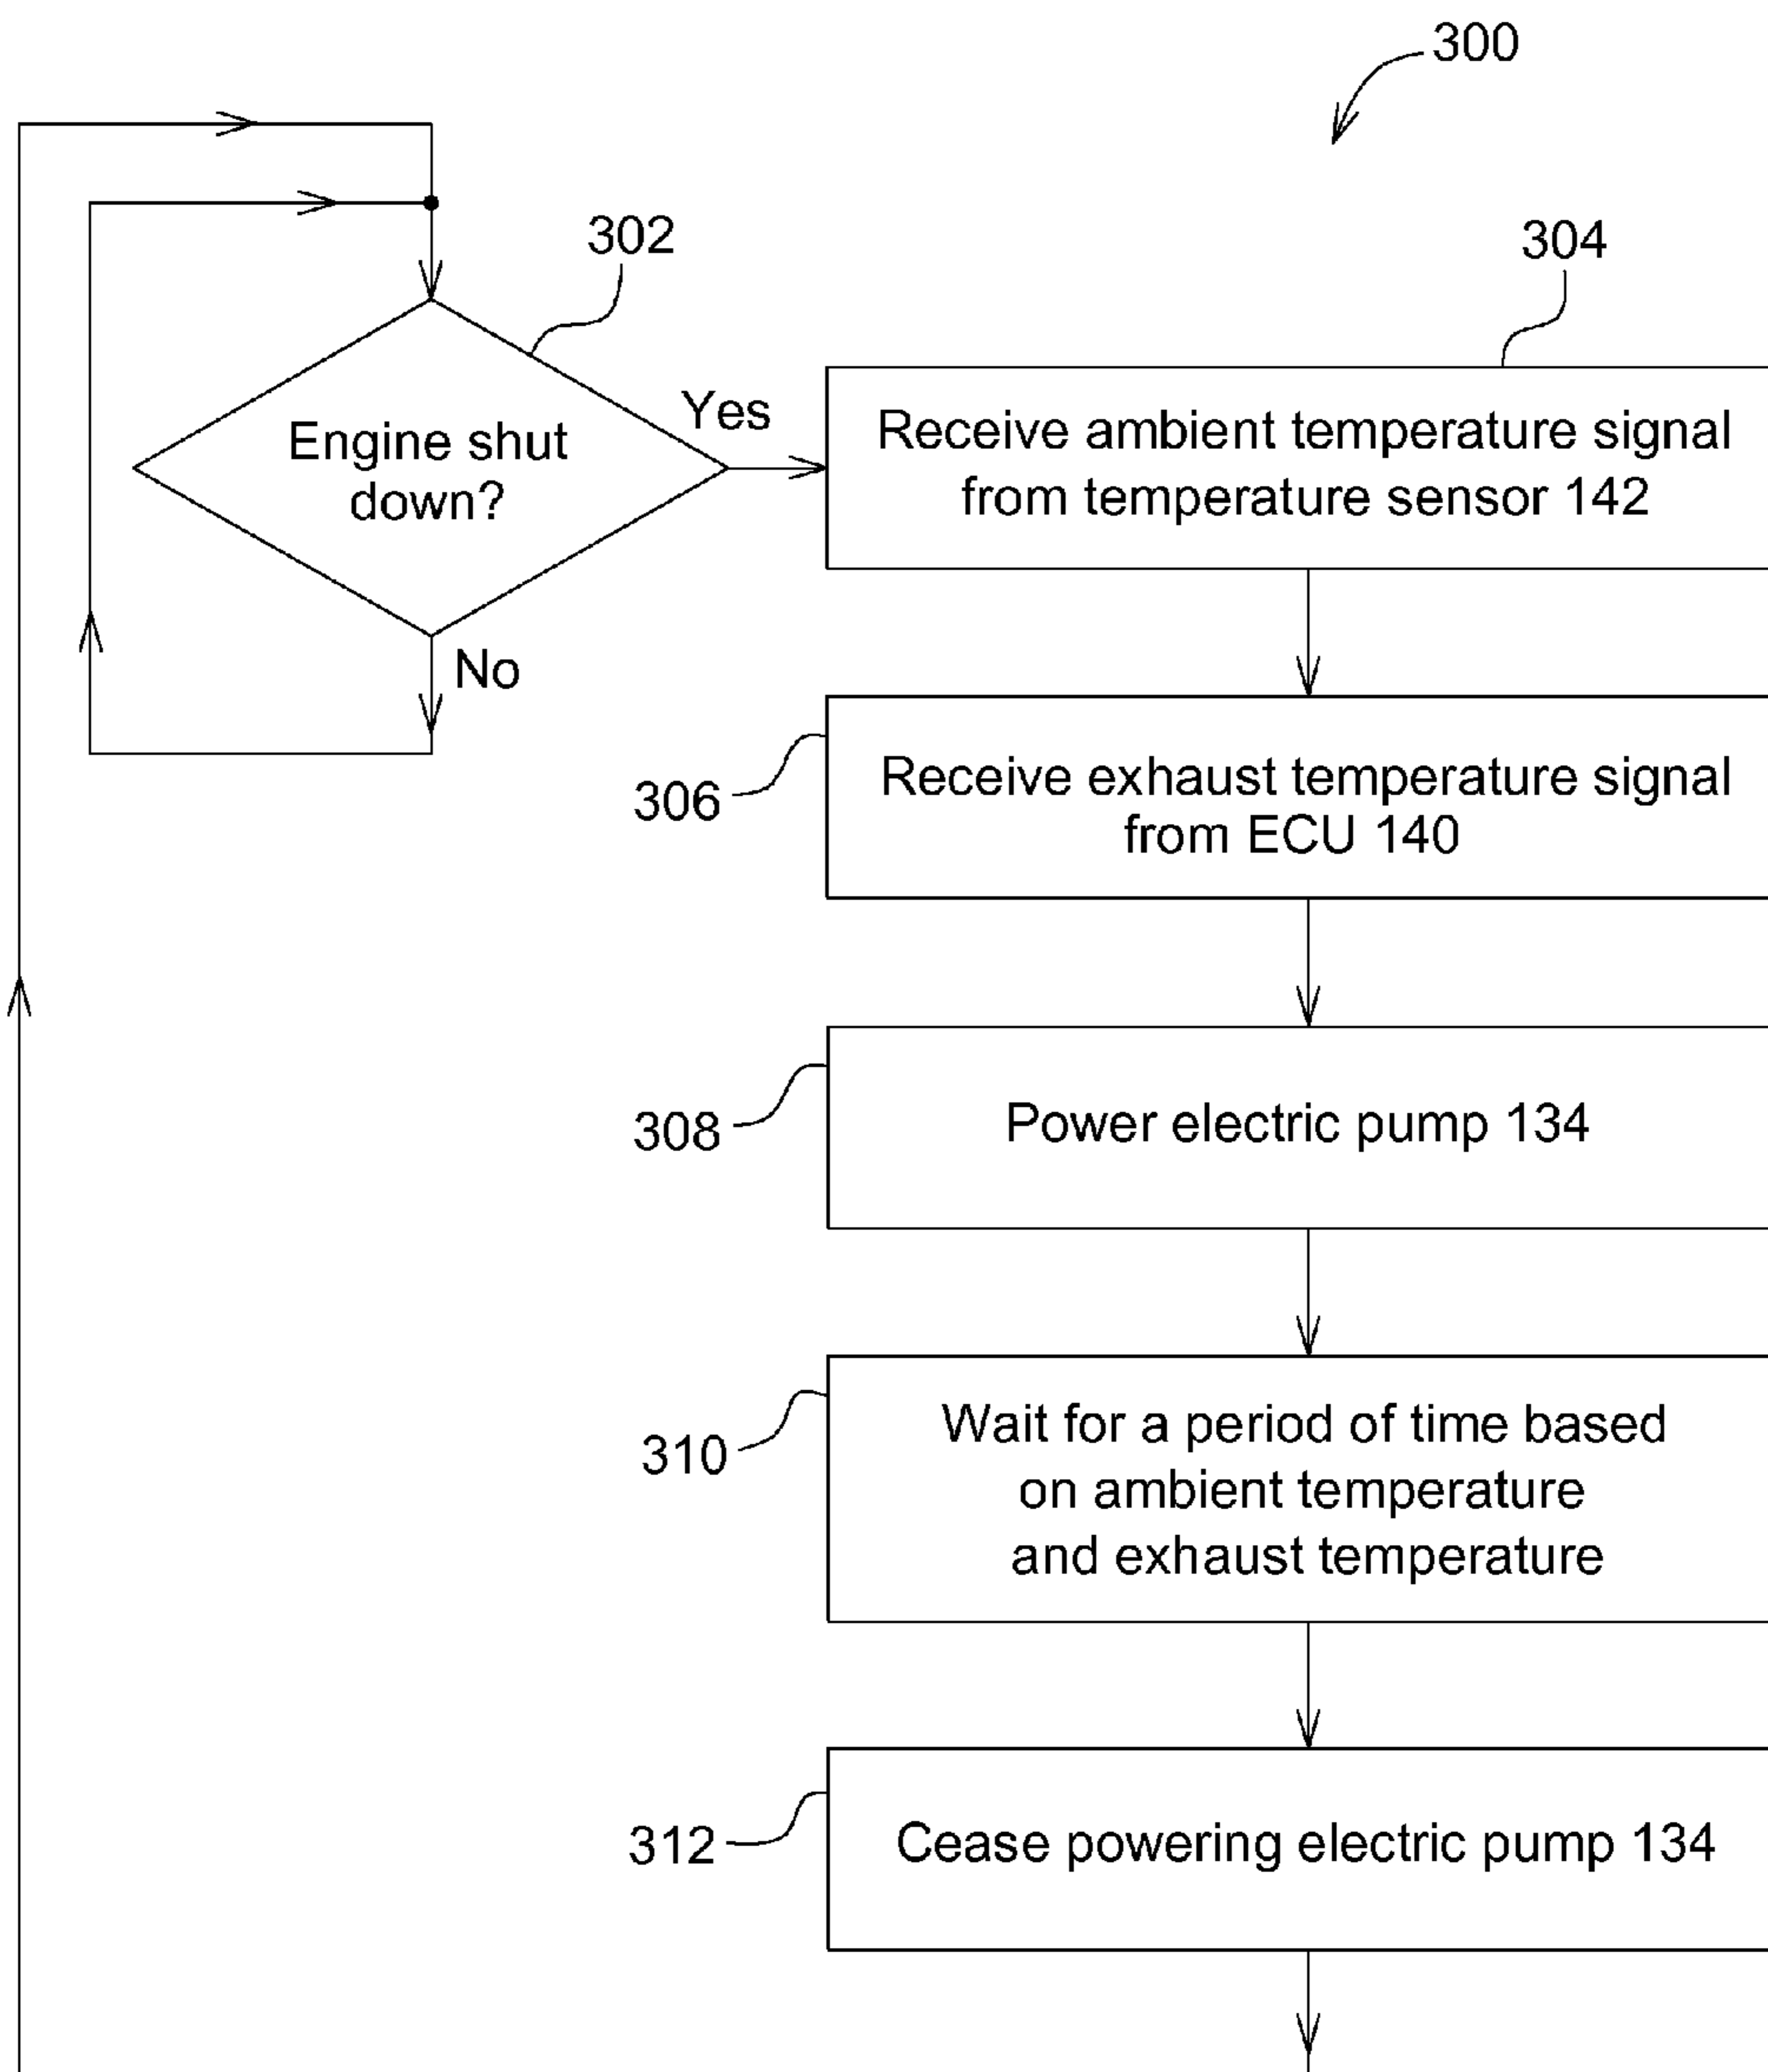 300
302
304
Engine shut
down?
Yes
No
Receive ambient temperature signal
from temperature sensor 142
306
Receive exhaust temperature signal
from ECU 140
308
Power electric pump 134
310
Wait for a period of time based
on ambient temperature
and exhaust temperature
312
Cease powering electric pump 134